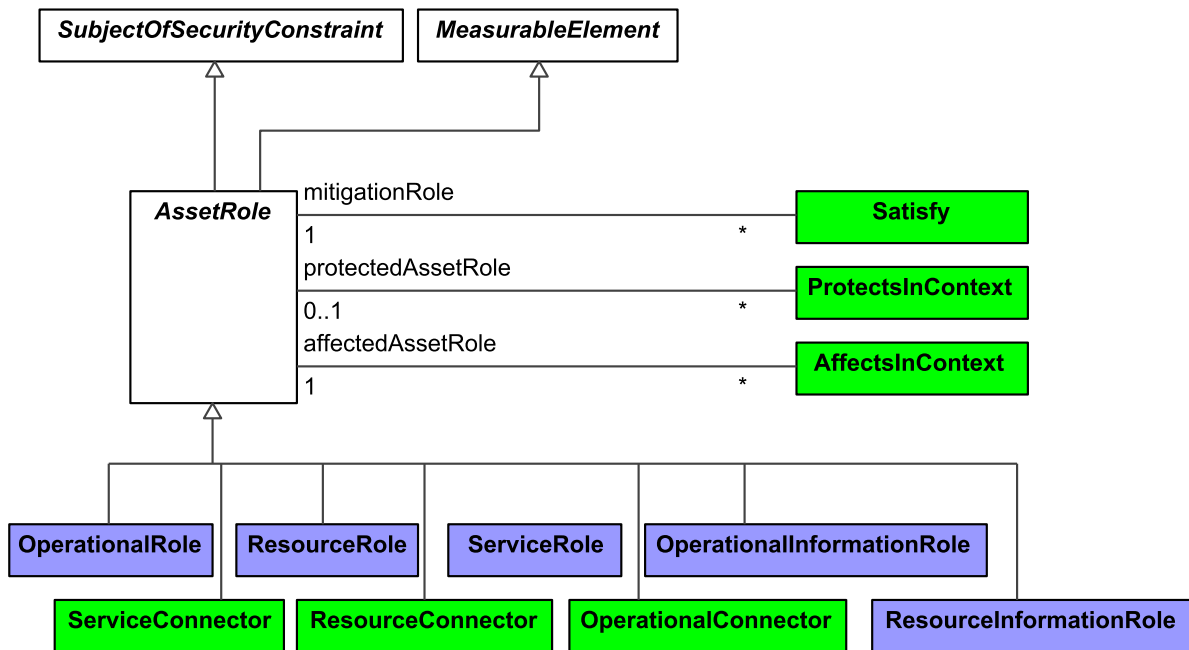 SubjectOfSecurityConstraint
MeasurableElement
AssetRole
mitigationRole
1
*
Satisfy
protectedAssetRole
0..1
*
ProtectsInContext
affectedAssetRole
1
*
AffectsInContext
OperationalRole
ResourceRole
ServiceRole
OperationalInformationRole
ServiceConnector
ResourceConnector
OperationalConnector
ResourceInformationRole